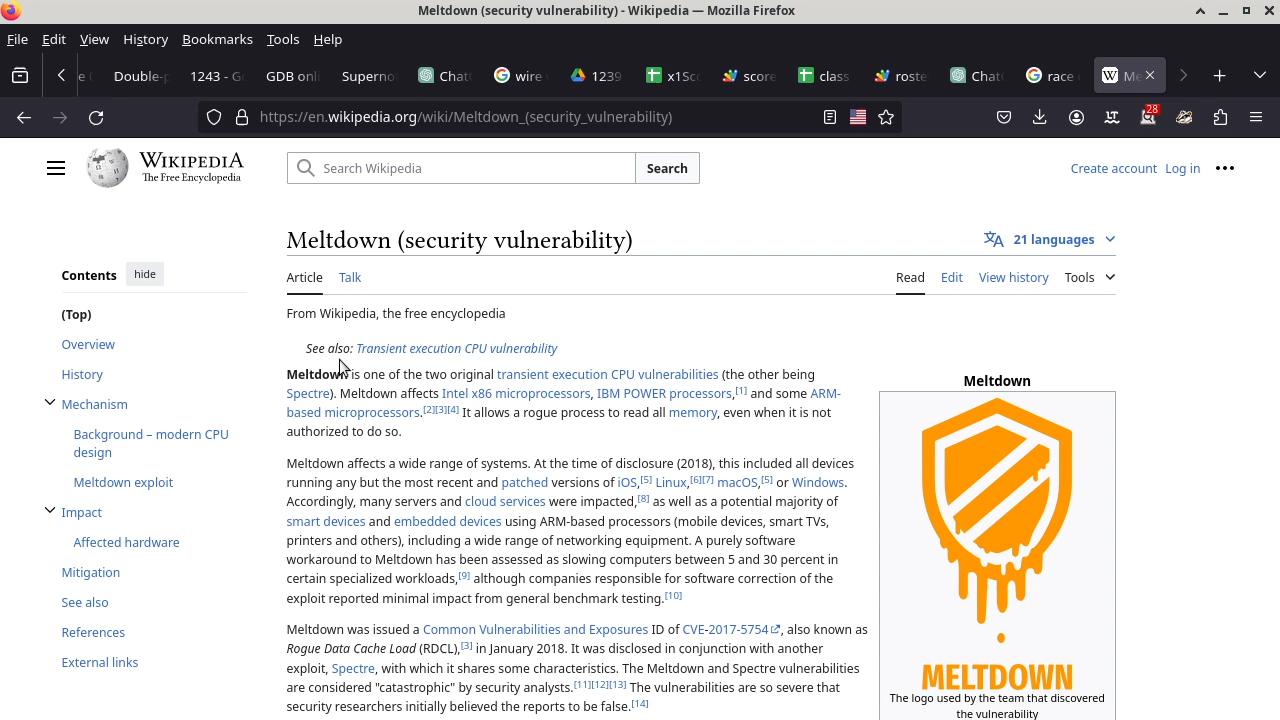 Meltdown (security vulnerability) - Wikipedia — Mozilla Firefox
File Edit View History Bookmarks Tools Help
Double- 1243 - G GDB onl Superno Chat wire 1239 x1Sc score class roste Chat race Me
https://en.wikipedia.org/wiki/Meltdown_(security_vulnerability) 28
WIKIPEDIA
The Free Encyclopedia
Search Wikipedia Search
Create account Log in
Meltdown (security vulnerability)
21 languages
Article Talk Read Edit View history Tools
From Wikipedia, the free encyclopedia
Contents hide
(Top)
Overview
History
Mechanism
Background – modern CPU
design
Meltdown exploit
Impact
Affected hardware
Mitigation
See also
References
External links
See also: Transient execution CPU vulnerability
Meltdown is one of the two original transient execution CPU vulnerabilities (the other being
Spectre). Meltdown affects Intel x86 microprocessors, IBM POWER processors,[1] and some ARM-
based microprocessors.[2][3][4] It allows a rogue process to read all memory, even when it is not
authorized to do so.
Meltdown affects a wide range of systems. At the time of disclosure (2018), this included all devices
running any but the most recent and patched versions of iOS,[5] Linux,[6][7] macOS,[5] or Windows.
Accordingly, many servers and cloud services were impacted,[8] as well as a potential majority of
smart devices and embedded devices using ARM-based processors (mobile devices, smart TVs,
printers and others), including a wide range of networking equipment. A purely software
workaround to Meltdown has been assessed as slowing computers between 5 and 30 percent in
certain specialized workloads,[9] although companies responsible for software correction of the
exploit reported minimal impact from general benchmark testing.[10]
Meltdown was issued a Common Vulnerabilities and Exposures ID of CVE-2017-5754, also known as
Rogue Data Cache Load (RDCL),[3] in January 2018. It was disclosed in conjunction with another
exploit, Spectre, with which it shares some characteristics. The Meltdown and Spectre vulnerabilities
are considered "catastrophic" by security analysts.[11][12][13] The vulnerabilities are so severe that
security researchers initially believed the reports to be false.[14]
Meltdown
MELTDOWN
The logo used by the team that discovered
the vulnerability